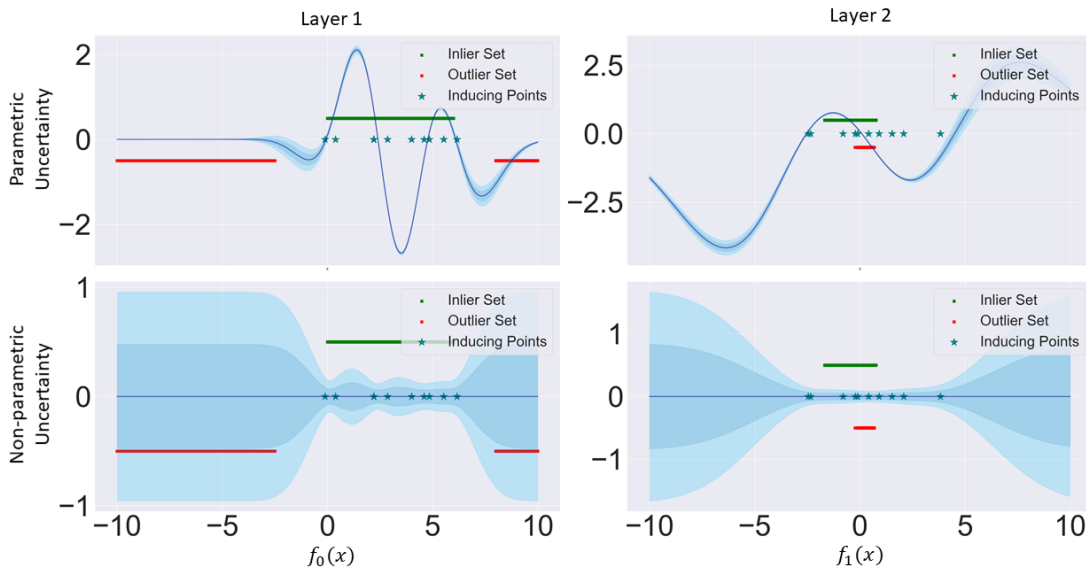 Layer 1
Layer 2
Parametric
Uncertainty
2
0
−2
Inlier Set
Outlier Set
Inducing Points
2.5
0.0
−2.5
Inlier Set
Outlier Set
Inducing Points
Non-parametric
Uncertainty
1
0
−1
Inlier Set
Outlier Set
Inducing Points
−10
−5
0
5
10
f₀(x)
1
0
−1
Inlier Set
Outlier Set
Inducing Points
−10
−5
0
5
10
f₁(x)